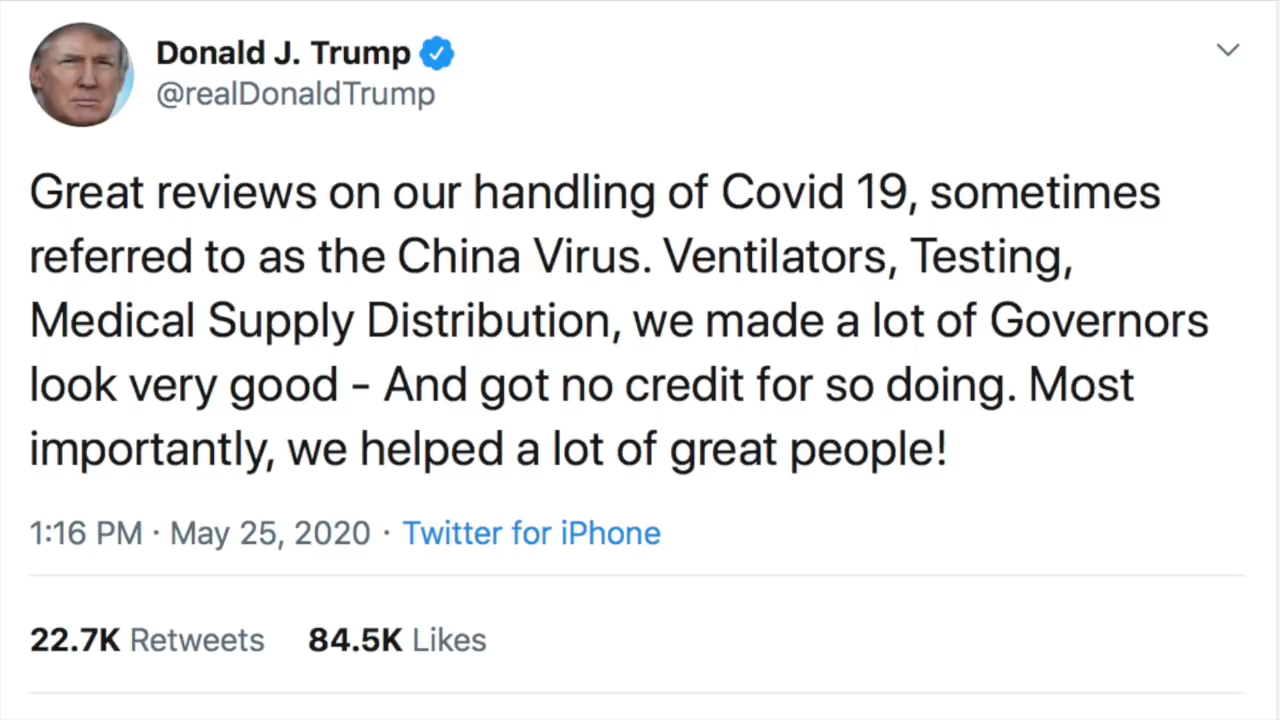 Donald J. Trump
@realDonaldTrump
Great reviews on our handling of Covid 19, sometimes
referred to as the China Virus. Ventilators, Testing,
Medical Supply Distribution, we made a lot of Governors
look very good - And got no credit for so doing. Most
importantly, we helped a lot of great people!
1:16 PM · May 25, 2020 · Twitter for iPhone
22.7K Retweets 84.5K Likes